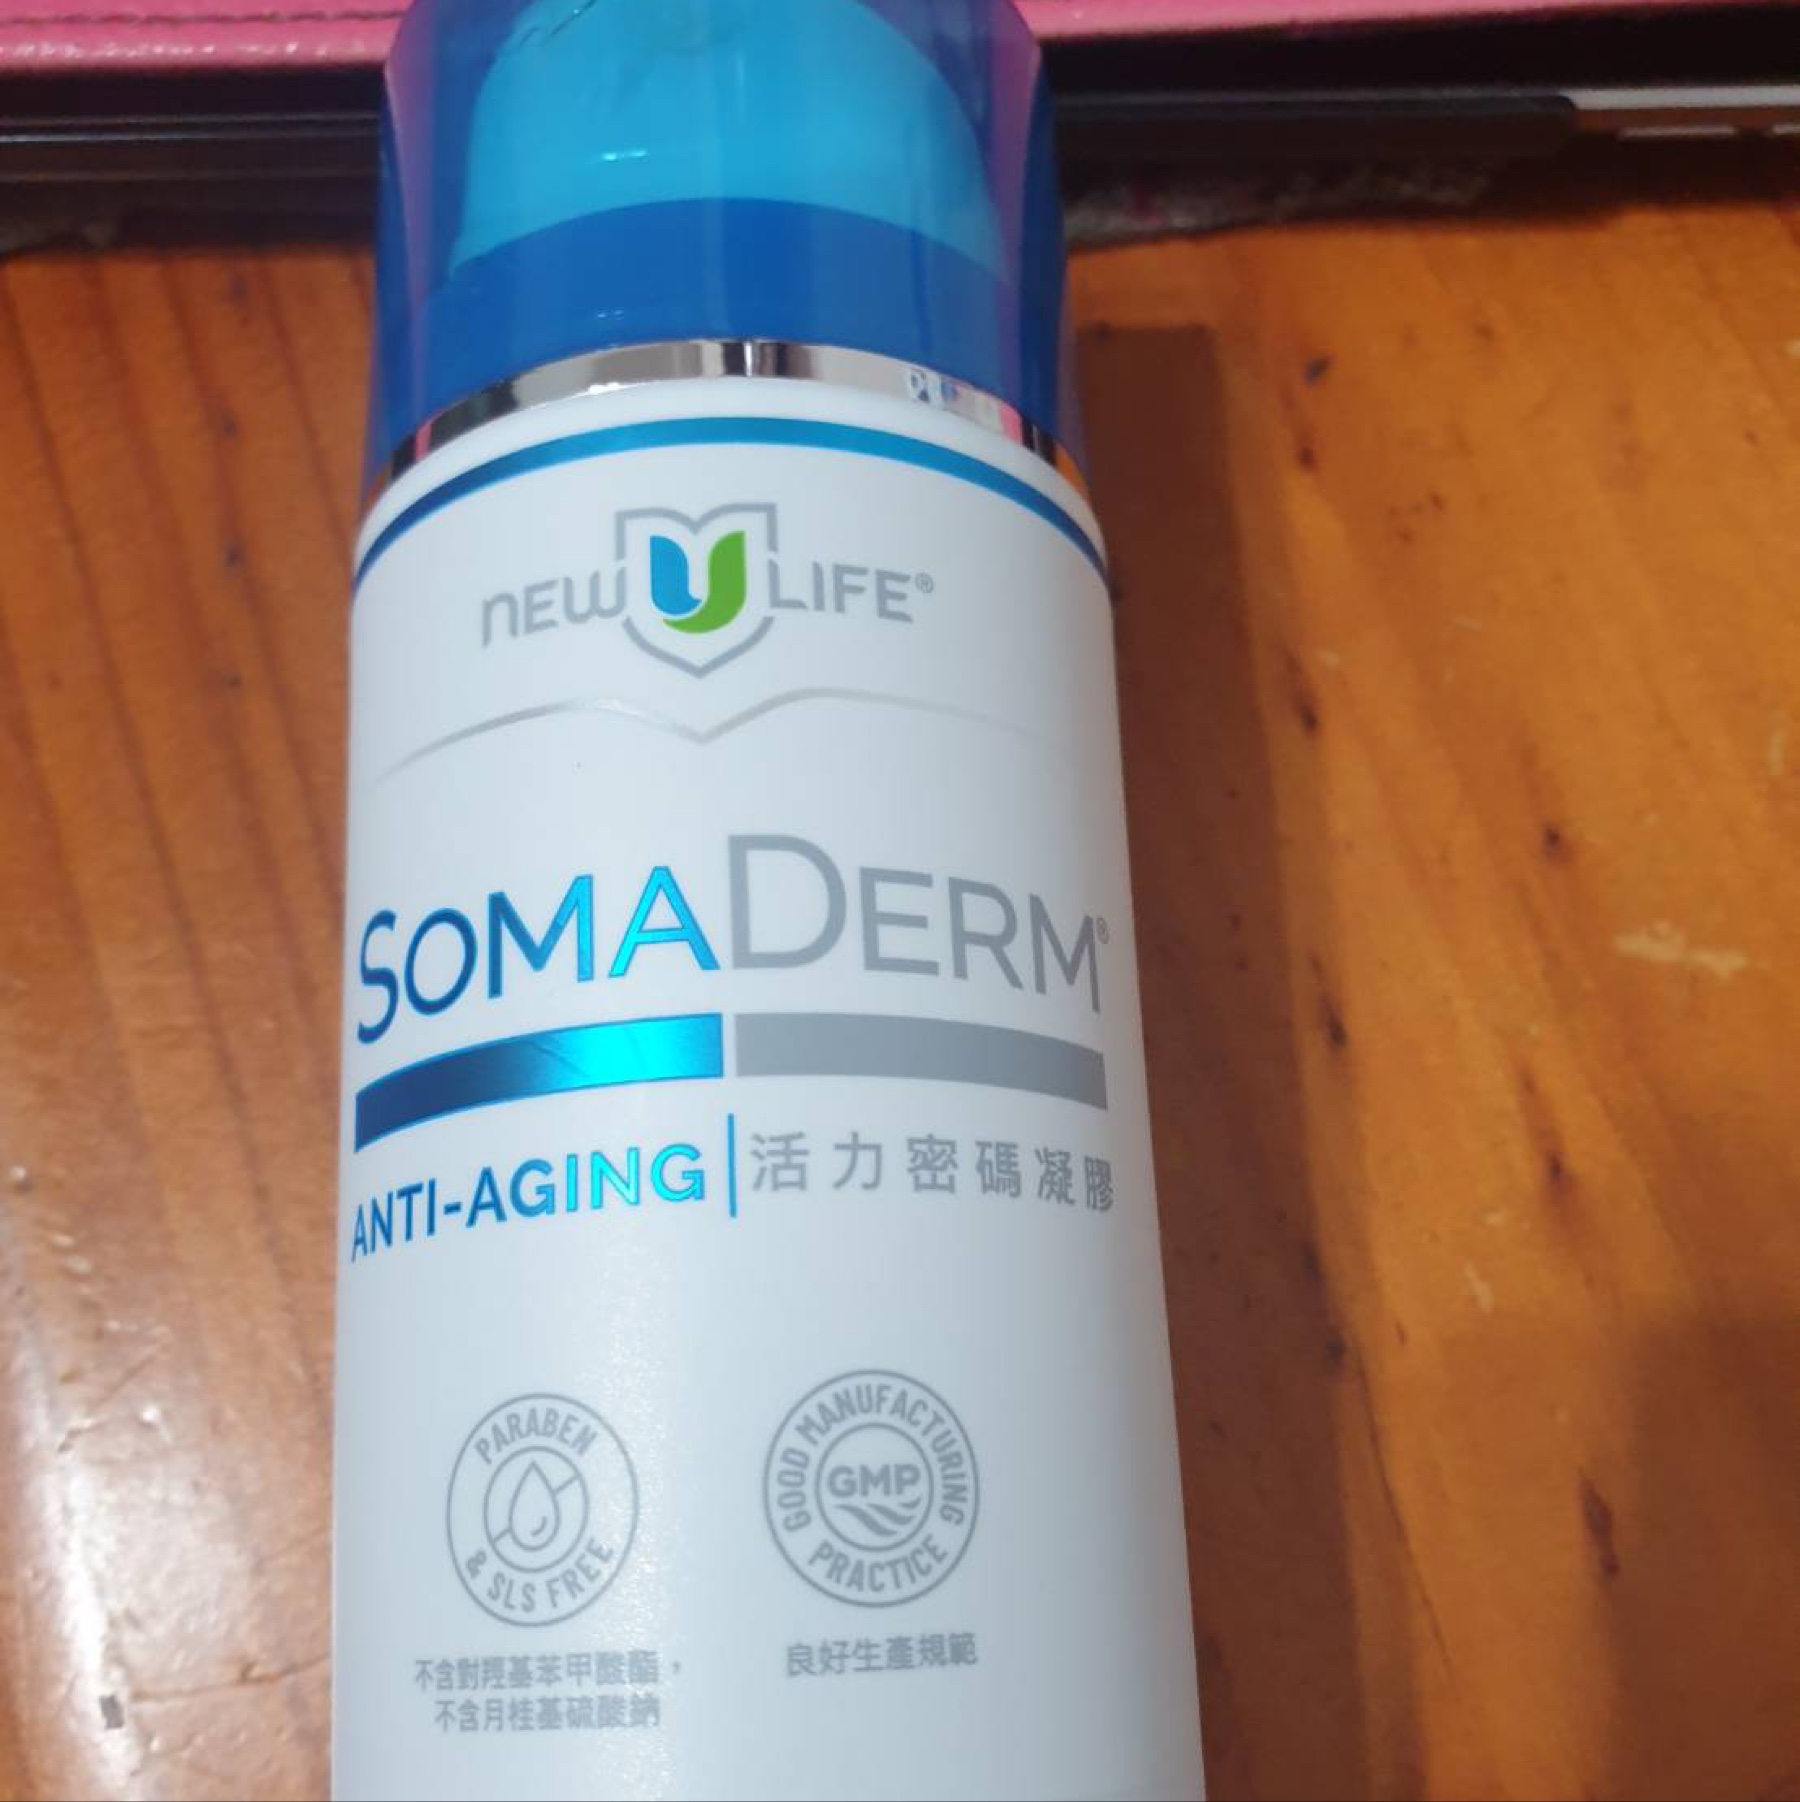 NEW U LIFE®
SOMADERM®
ANTI-AGING | 活力密碼凝膠
PARABEN
& SLS FREE
GOOD MANUFACTURING
GMP
PRACTICE
不含對羥基苯甲酸酯，
不含月桂基硫酸鈉
良好生產規範